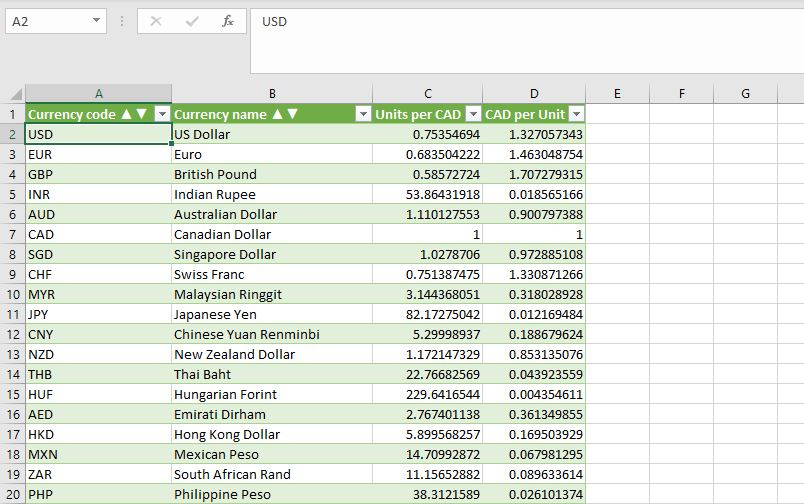 A2 fx USD
A B C D E F G
1 Currency code ▲▼ Currency name ▲▼ Units per CAD CAD per Unit
2 USD US Dollar 0.75354694 1.327057343
3 EUR Euro 0.683504222 1.463048754
4 GBP British Pound 0.58572724 1.707279315
5 INR Indian Rupee 53.86431918 0.018565166
6 AUD Australian Dollar 1.110127553 0.900797388
7 CAD Canadian Dollar 1 1
8 SGD Singapore Dollar 1.0278706 0.972885108
9 CHF Swiss Franc 0.751387475 1.330871266
10 MYR Malaysian Ringgit 3.144368051 0.318028928
11 JPY Japanese Yen 82.17275042 0.012169484
12 CNY Chinese Yuan Renminbi 5.29998937 0.188679624
13 NZD New Zealand Dollar 1.172147329 0.853135076
14 THB Thai Baht 22.76682569 0.043923559
15 HUF Hungarian Forint 229.6416544 0.004354611
16 AED Emirati Dirham 2.767401138 0.361349855
17 HKD Hong Kong Dollar 5.899568257 0.169503929
18 MXN Mexican Peso 14.70992872 0.067981295
19 ZAR South African Rand 11.15652882 0.089633614
20 PHP Philippine Peso 38.3121589 0.026101374